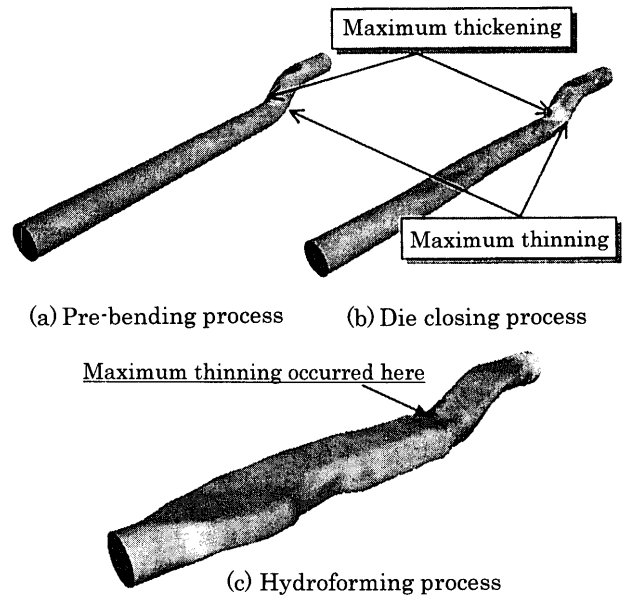 Maximum thickening
Maximum thinning
(a) Pre-bending process
(b) Die closing process
Maximum thinning occurred here
(c) Hydroforming process